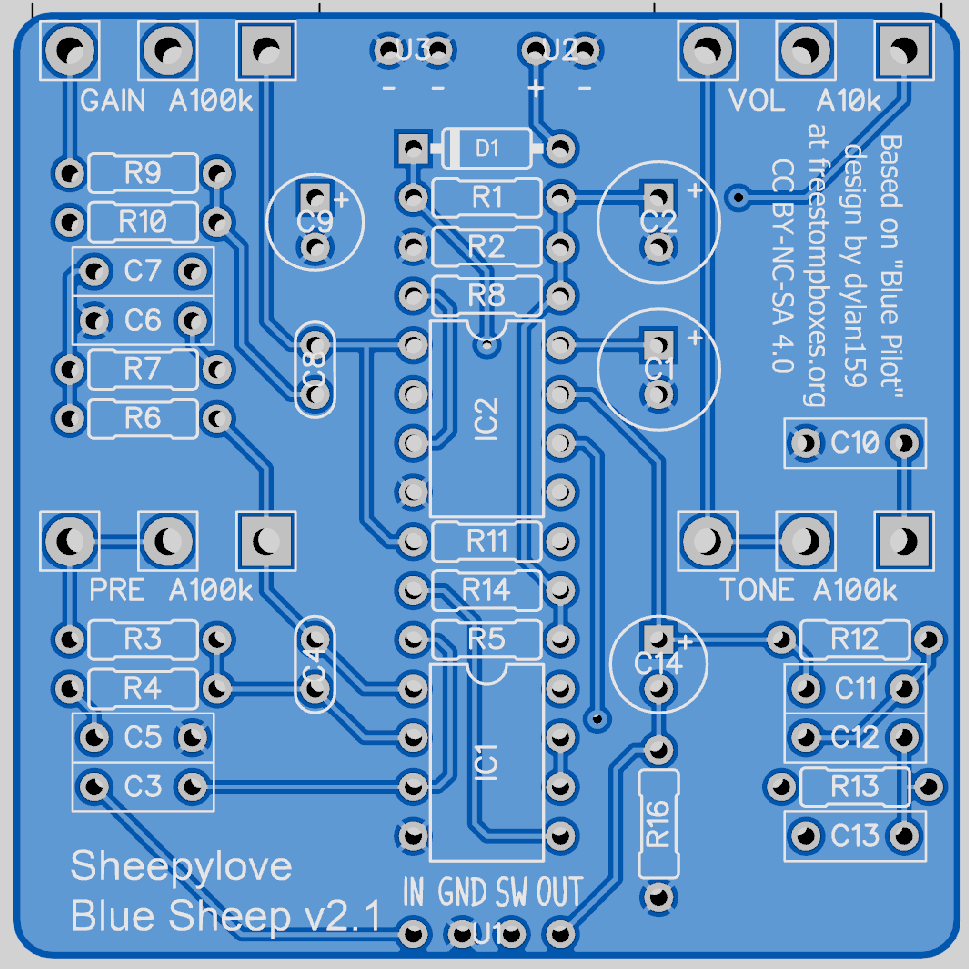 U3 U2
- - + -
GAIN A100k VOL A10k
D1
R9
R1
R10
C9 +
C2 +
R2
C7
R8
C6
C8
C1 +
R7
R6
IC2
C10
Based on "Blue Pilot"
design by dylan159
at freestompboxes.org
CC BY-NC-SA 4.0
R11
PRE A100k
R14
TONE A100k
R3
R5
C14 +
R12
R4
C4
C11
C5
IC1
C12
C3
R13
R16
C13
Sheepylove
Blue Sheep v2.1
IN GND SW OUT
U1